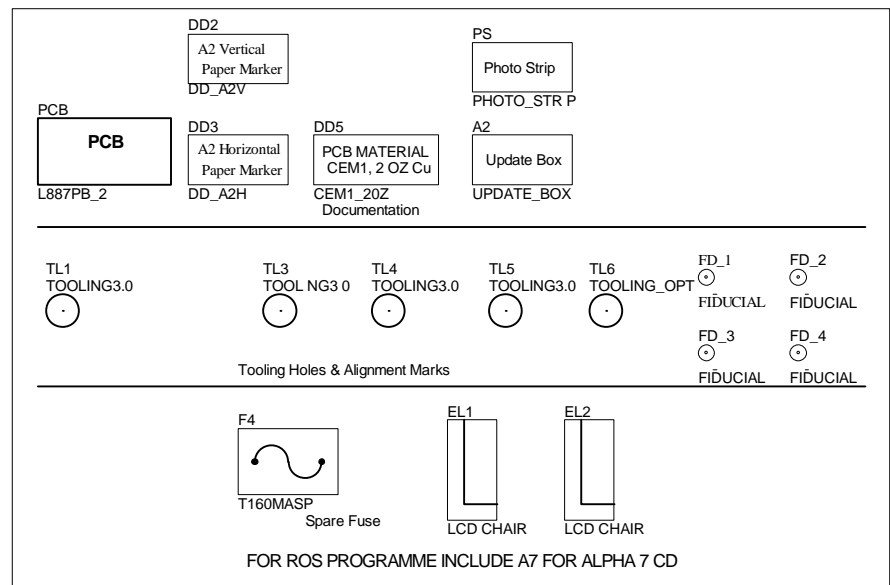 DD2
A2 Vertical
Paper Marker
DD_A2V
PS
Photo Strip
PHOTO_STR P
PCB
PCB
L887PB_2
DD3
A2 Horizontal
Paper Marker
DD_A2H
DD5
PCB MATERIAL
CEM1, 2 OZ Cu
CEM1_20Z
Documentation
A2
Update Box
UPDATE_BOX
TL1
TOOLING3.0
TL3
TOOL NG3 0
TL4
TOOLING3.0
TL5
TOOLING3.0
TL6
TOOLING_OPT
FD_1
FIDUCIAL
FD_2
FIDUCIAL
FD_3
FIDUCIAL
FD_4
FIDUCIAL
Tooling Holes & Alignment Marks
F4
T160MASP
Spare Fuse
EL1
LCD CHAIR
EL2
LCD CHAIR
FOR ROS PROGRAMME INCLUDE A7 FOR ALPHA 7 CD